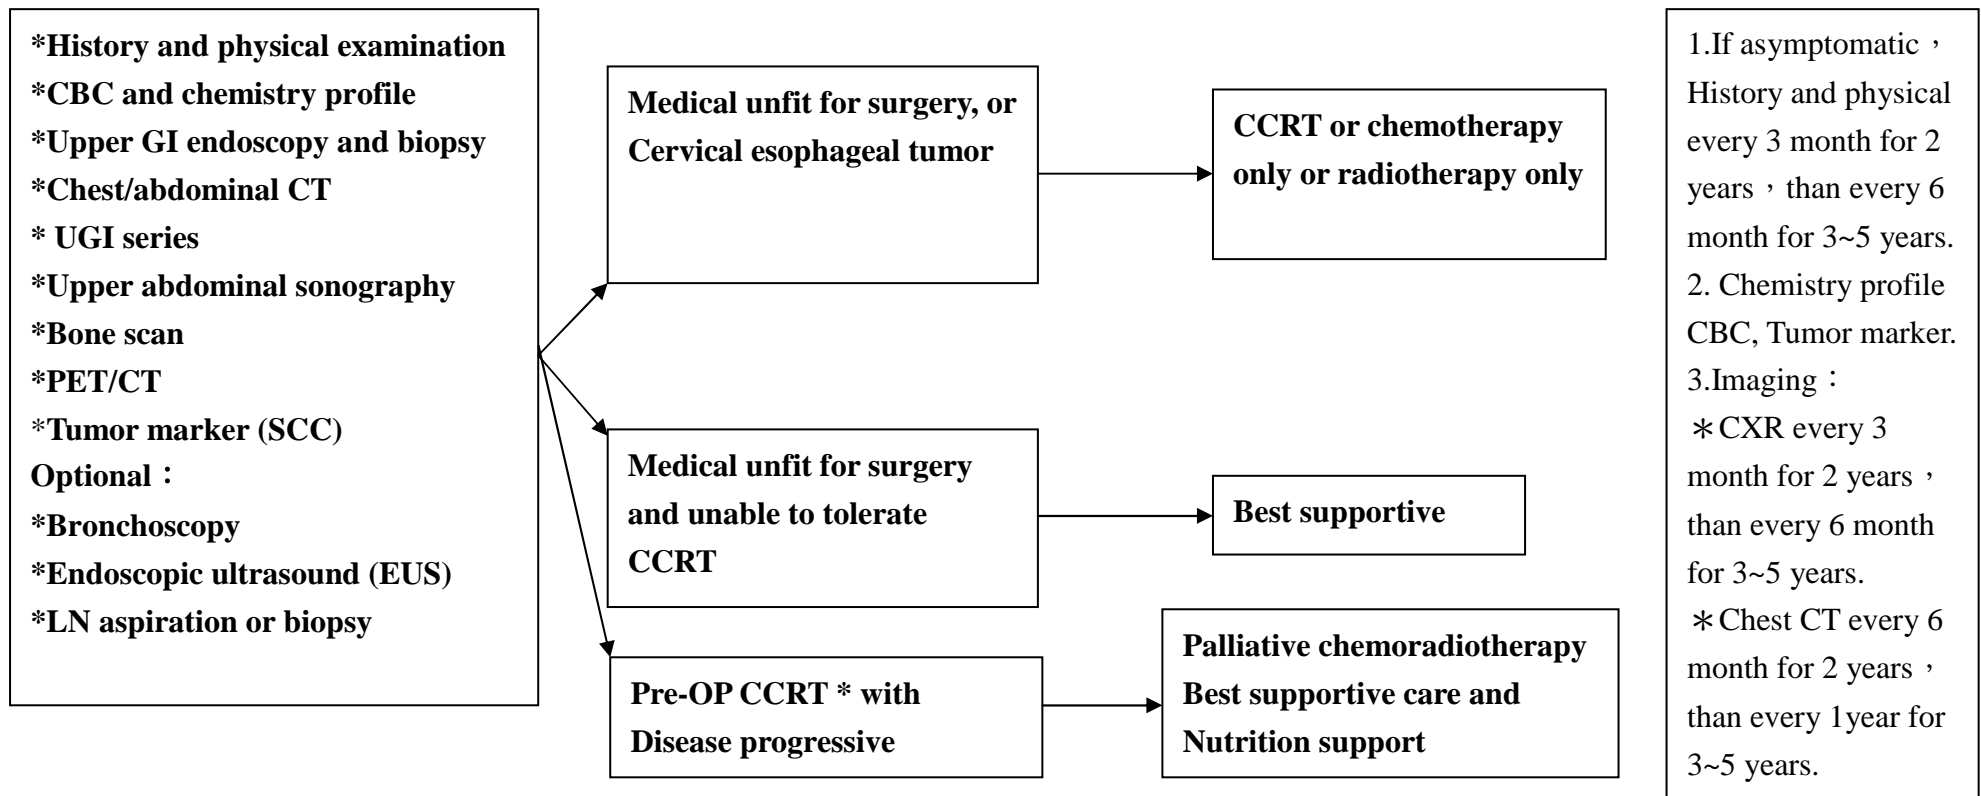 *History and physical examination
*CBC and chemistry profile
*Upper GI endoscopy and biopsy
*Chest/abdominal CT
* UGI series
*Upper abdominal sonography
*Bone scan
*PET/CT
*Tumor marker (SCC)
Optional：
*Bronchoscopy
*Endoscopic ultrasound (EUS)
*LN aspiration or biopsy
Medical unfit for surgery, or
Cervical esophageal tumor
CCRT or chemotherapy
only or radiotherapy only
Medical unfit for surgery
and unable to tolerate
CCRT
Best supportive
Pre-OP CCRT * with
Disease progressive
Palliative chemoradiotherapy
Best supportive care and
Nutrition support
1.If asymptomatic，
History and physical
every 3 month for 2
years，than every 6
month for 3~5 years.
2. Chemistry profile
CBC, Tumor marker.
3.Imaging：
＊CXR every 3
month for 2 years，
than every 6 month
for 3~5 years.
＊Chest CT every 6
month for 2 years，
than every 1year for
3~5 years.